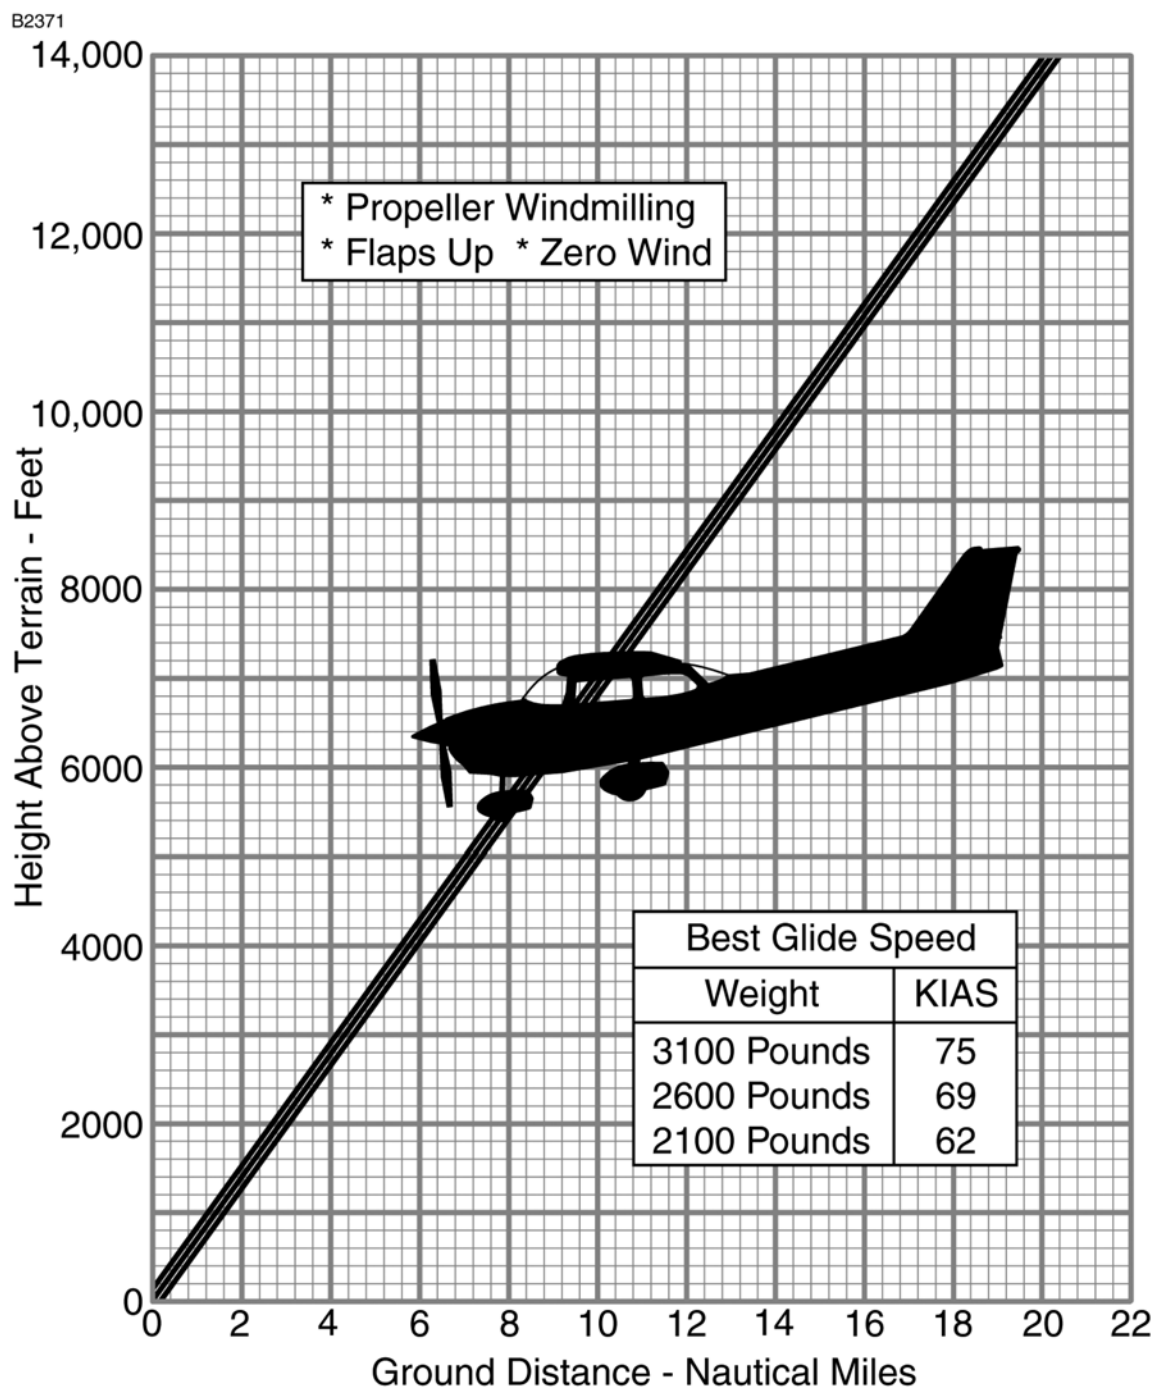 B2371
14,000
* Propeller Windmilling
12,000
* Flaps Up * Zero Wind
10,000
Height Above Terrain - Feet
8000
6000
4000
Best Glide Speed
Weight KIAS
3100 Pounds 75
2600 Pounds 69
2100 Pounds 62
2000
0
0 2 4 6 8 10 12 14 16 18 20 22
Ground Distance - Nautical Miles